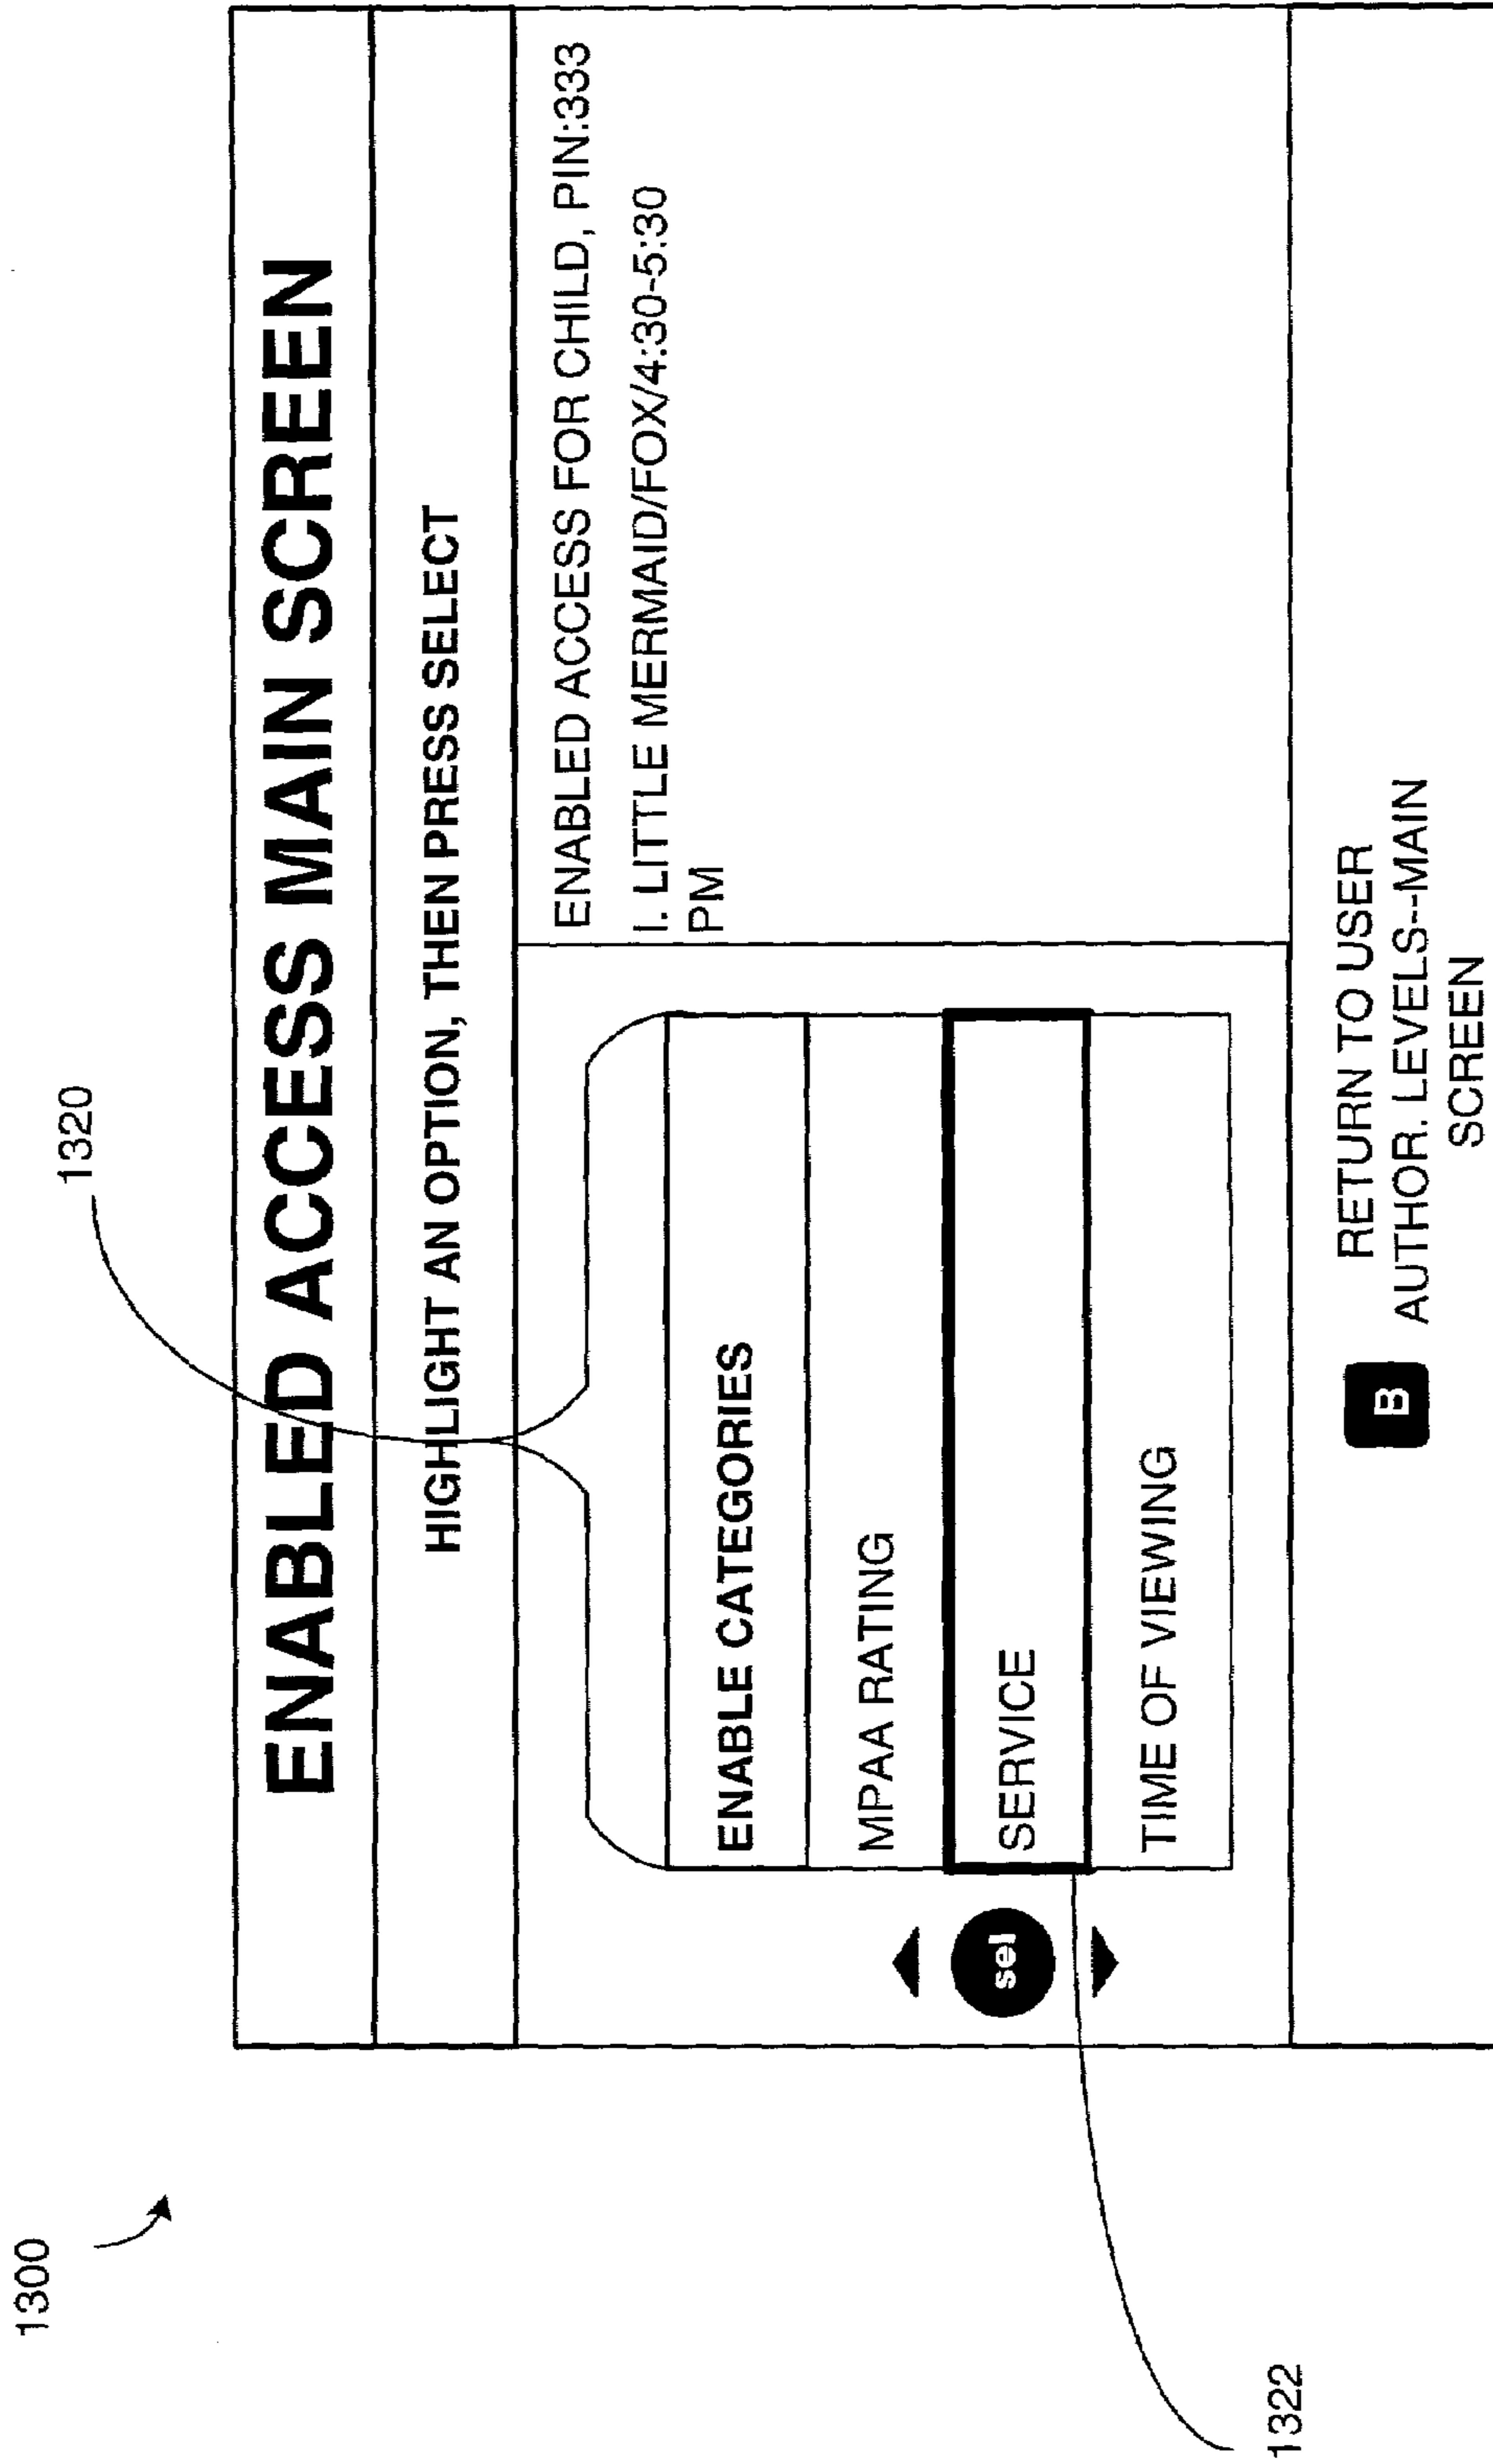 1300
1320
ENABLED ACCESS MAIN SCREEN
HIGHLIGHT AN OPTION, THEN PRESS SELECT
ENABLE CATEGORIES
MPAA RATING
SERVICE
TIME OF VIEWING
sel
1322
ENABLED ACCESS FOR CHILD, PIN:333
I. LITTLE MERMAID/FOX/4:30-5:30
PM
B
RETURN TO USER
AUTHOR. LEVELS--MAIN
SCREEN